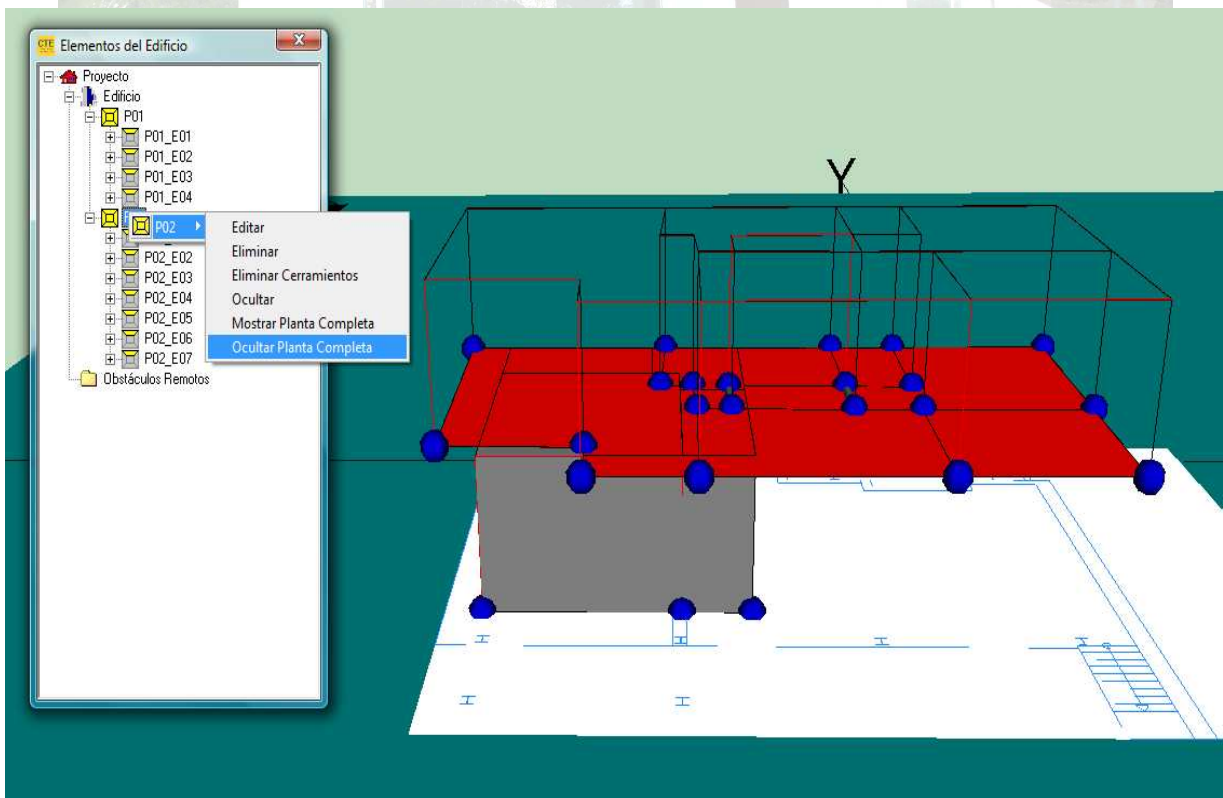 CTE
Elementos del Edificio
Proyecto
Edificio
P01
P01_E01
P01_E02
P01_E03
P01_E04
P02
Editar
Eliminar
P02_E02
Eliminar Cerramientos
P02_E03
Ocultar
P02_E04
Mostrar Planta Completa
P02_E05
Ocultar Planta Completa
P02_E06
P02_E07
Obstáculos Remotos
Y